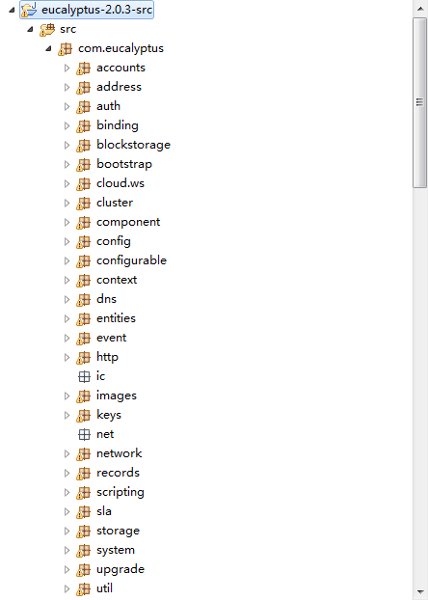 eucalyptus-2.0.3-src
src
com.eucalyptus
accounts
address
auth
binding
blockstorage
bootstrap
cloud.ws
cluster
component
config
configurable
context
dns
entities
event
http
ic
images
keys
net
network
records
scripting
sla
storage
system
upgrade
util